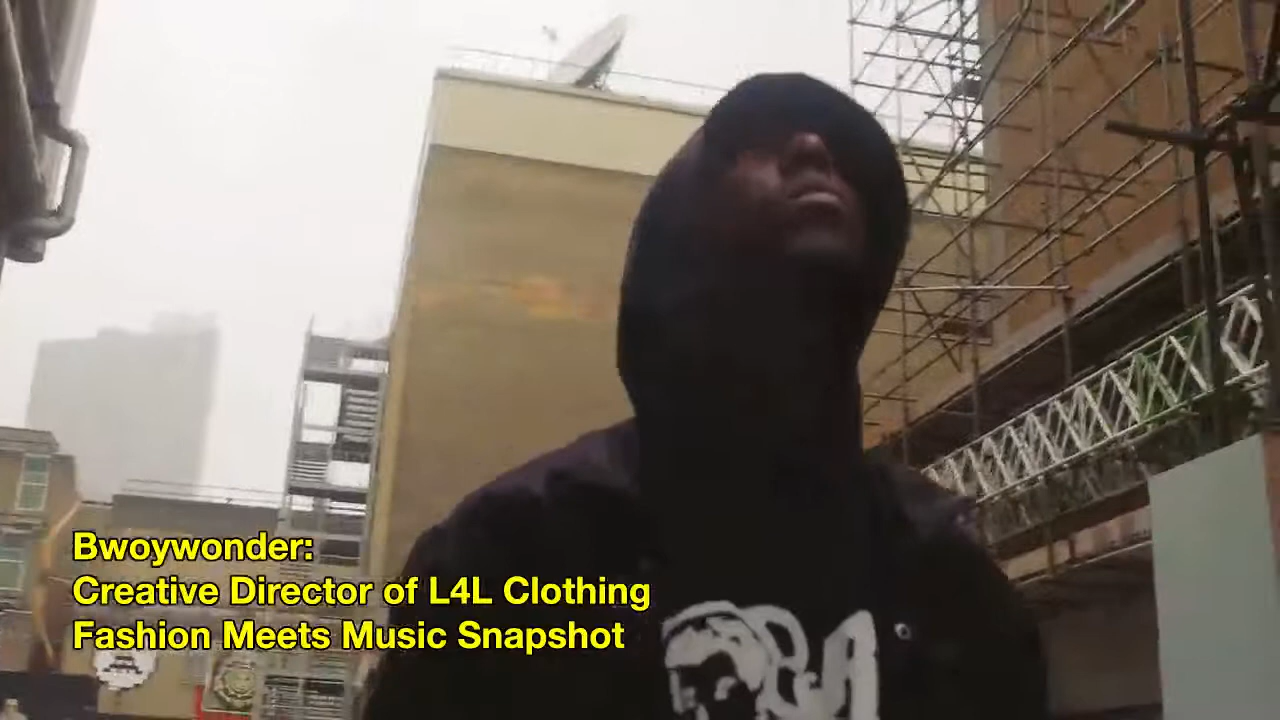 Bwoywonder:
Creative Director of L4L Clothing
Fashion Meets Music Snapshot